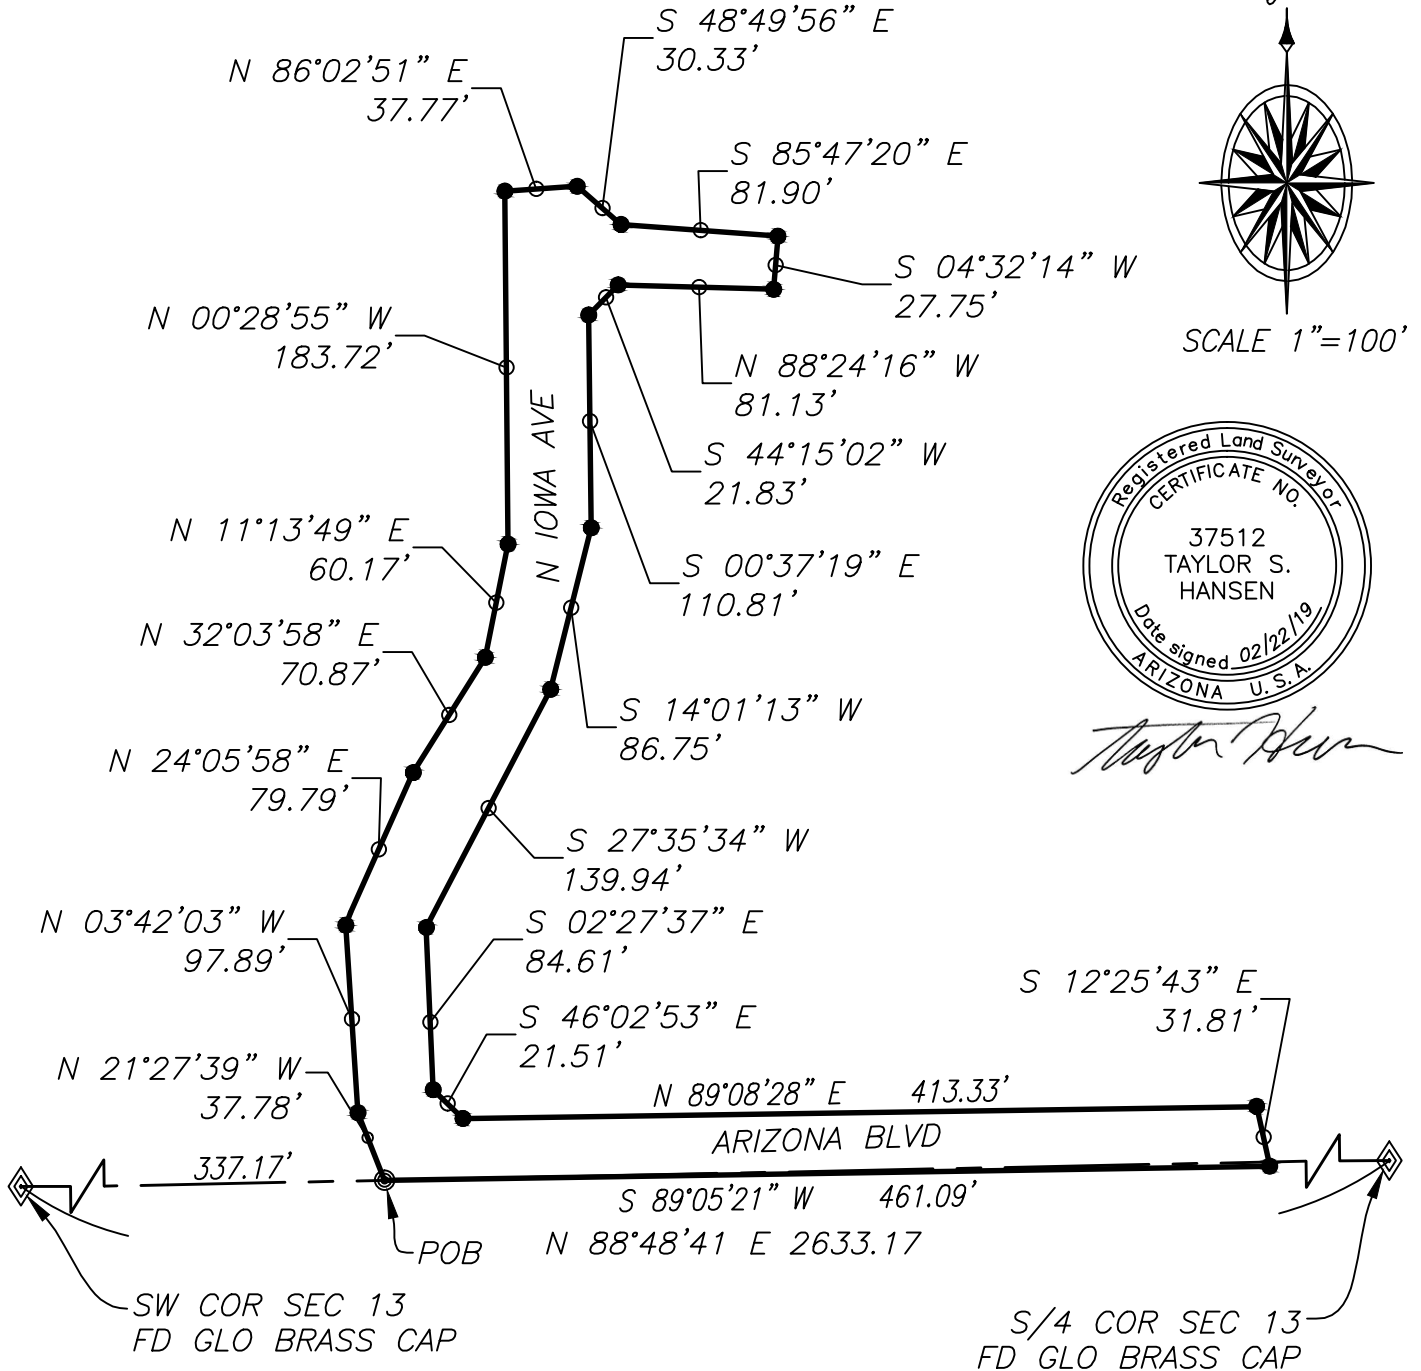 S 48°49'56" E
30.33'
N 86°02'51" E
37.77'
S 85°47'20" E
81.90'
S 04°32'14" W
27.75'
N 00°28'55" W
183.72'
SCALE 1"=100'
N 88°24'16" W
81.13'
S 44°15'02" W
21.83'
N IOWA AVE
Registered Land Surveyor
CERTIFICATE NO.
37512
TAYLOR S.
HANSEN
Date signed 02/22/19
ARIZONA U.S.A.
N 11°13'49" E
60.17'
S 00°37'19" E
110.81'
N 32°03'58" E
70.87'
S 14°01'13" W
86.75'
N 24°05'58" E
79.79'
S 27°35'34" W
139.94'
N 03°42'03" W
97.89'
S 02°27'37" E
84.61'
S 12°25'43" E
31.81'
S 46°02'53" E
21.51'
N 21°27'39" W
37.78'
N 89°08'28" E 413.33'
ARIZONA BLVD
337.17'
S 89°05'21" W 461.09'
N 88°48'41 E 2633.17
POB
SW COR SEC 13
FD GLO BRASS CAP
S/4 COR SEC 13
FD GLO BRASS CAP